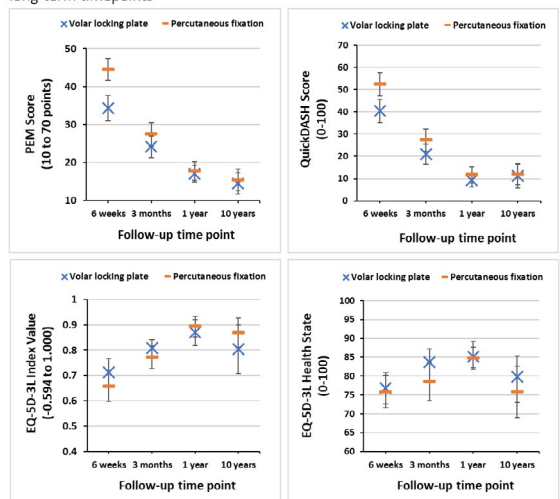 Volar locking plate Percutaneous fixation
PEM Score
(10 to 70 points)
50
40
30
20
10
6 weeks 3 months 1 year 10 years
Follow-up time point
Volar locking plate Percutaneous fixation
QuickDASH Score
(0-100)
70
60
50
40
30
20
10
0
6 weeks 3 months 1 year 10 years
Follow-up time point
Volar locking plate Percutaneous fixation
EQ-5D-3L Index Value
(-0.594 to 1.000)
1
0.9
0.8
0.7
0.6
0.5
0.4
6 weeks 3 months 1 year 10 years
Follow-up time point
Volar locking plate Percutaneous fixation
EQ-5D-3L Health State
(0-100)
100
95
90
85
80
75
70
65
60
6 weeks 3 months 1 year 10 years
Follow-up time point